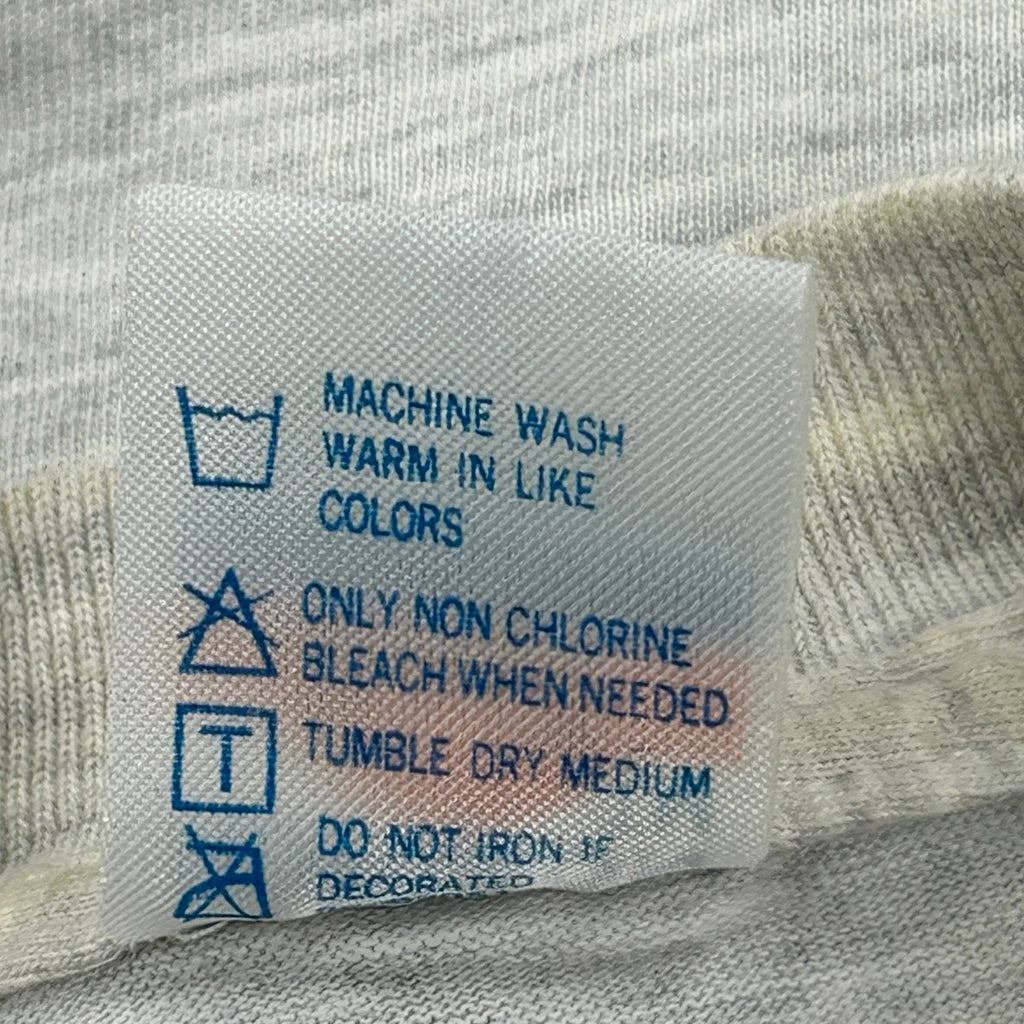 MACHINE WASH
WARM IN LIKE
COLORS
ONLY NON CHLORINE
BLEACH WHEN NEEDED
T
TUMBLE DRY MEDIUM
DO NOT IRON IF
DECORATED